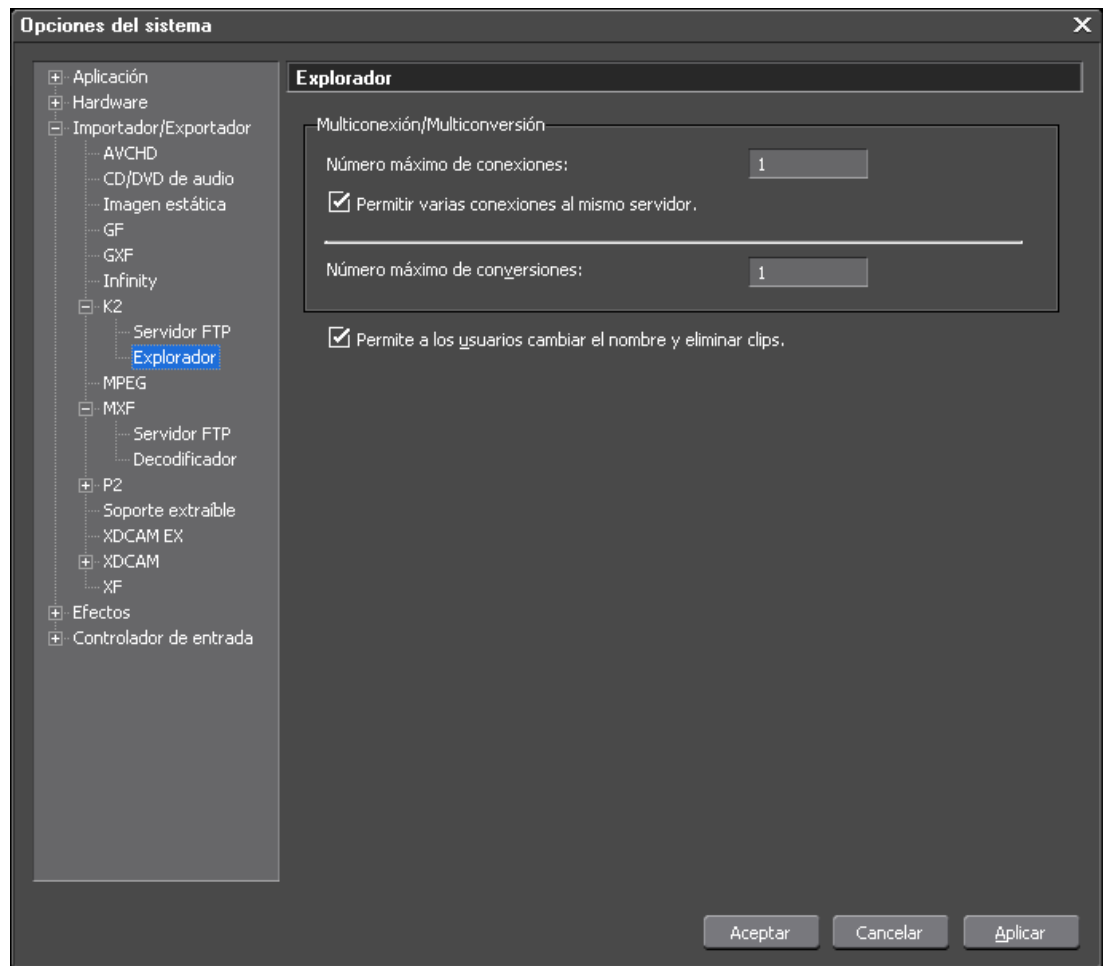 Opciones del sistema
Aplicación
Hardware
Importador/Exportador
AVCHD
CD/DVD de audio
Imagen estática
GF
GXF
Infinity
K2
Servidor FTP
Explorador
MPEG
MXF
Servidor FTP
Decodificador
P2
Soporte extraíble
XDCAM EX
XDCAM
XF
Efectos
Controlador de entrada
Explorador
Multiconexión/Multiconversión
Número máximo de conexiones: 1
Permitir varias conexiones al mismo servidor.
Número máximo de conversiones: 1
Permite a los usuarios cambiar el nombre y eliminar clips.
Aceptar Cancelar Aplicar